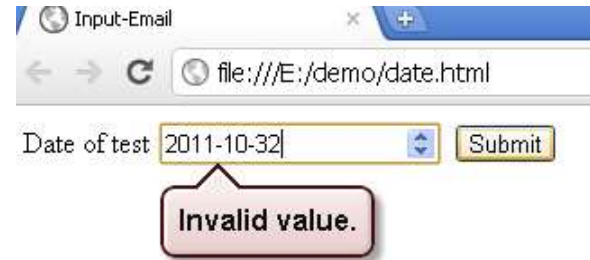 Input-Email
file:///E:/demo/date.html
Date of test 2011-10-32 Submit
Invalid value.